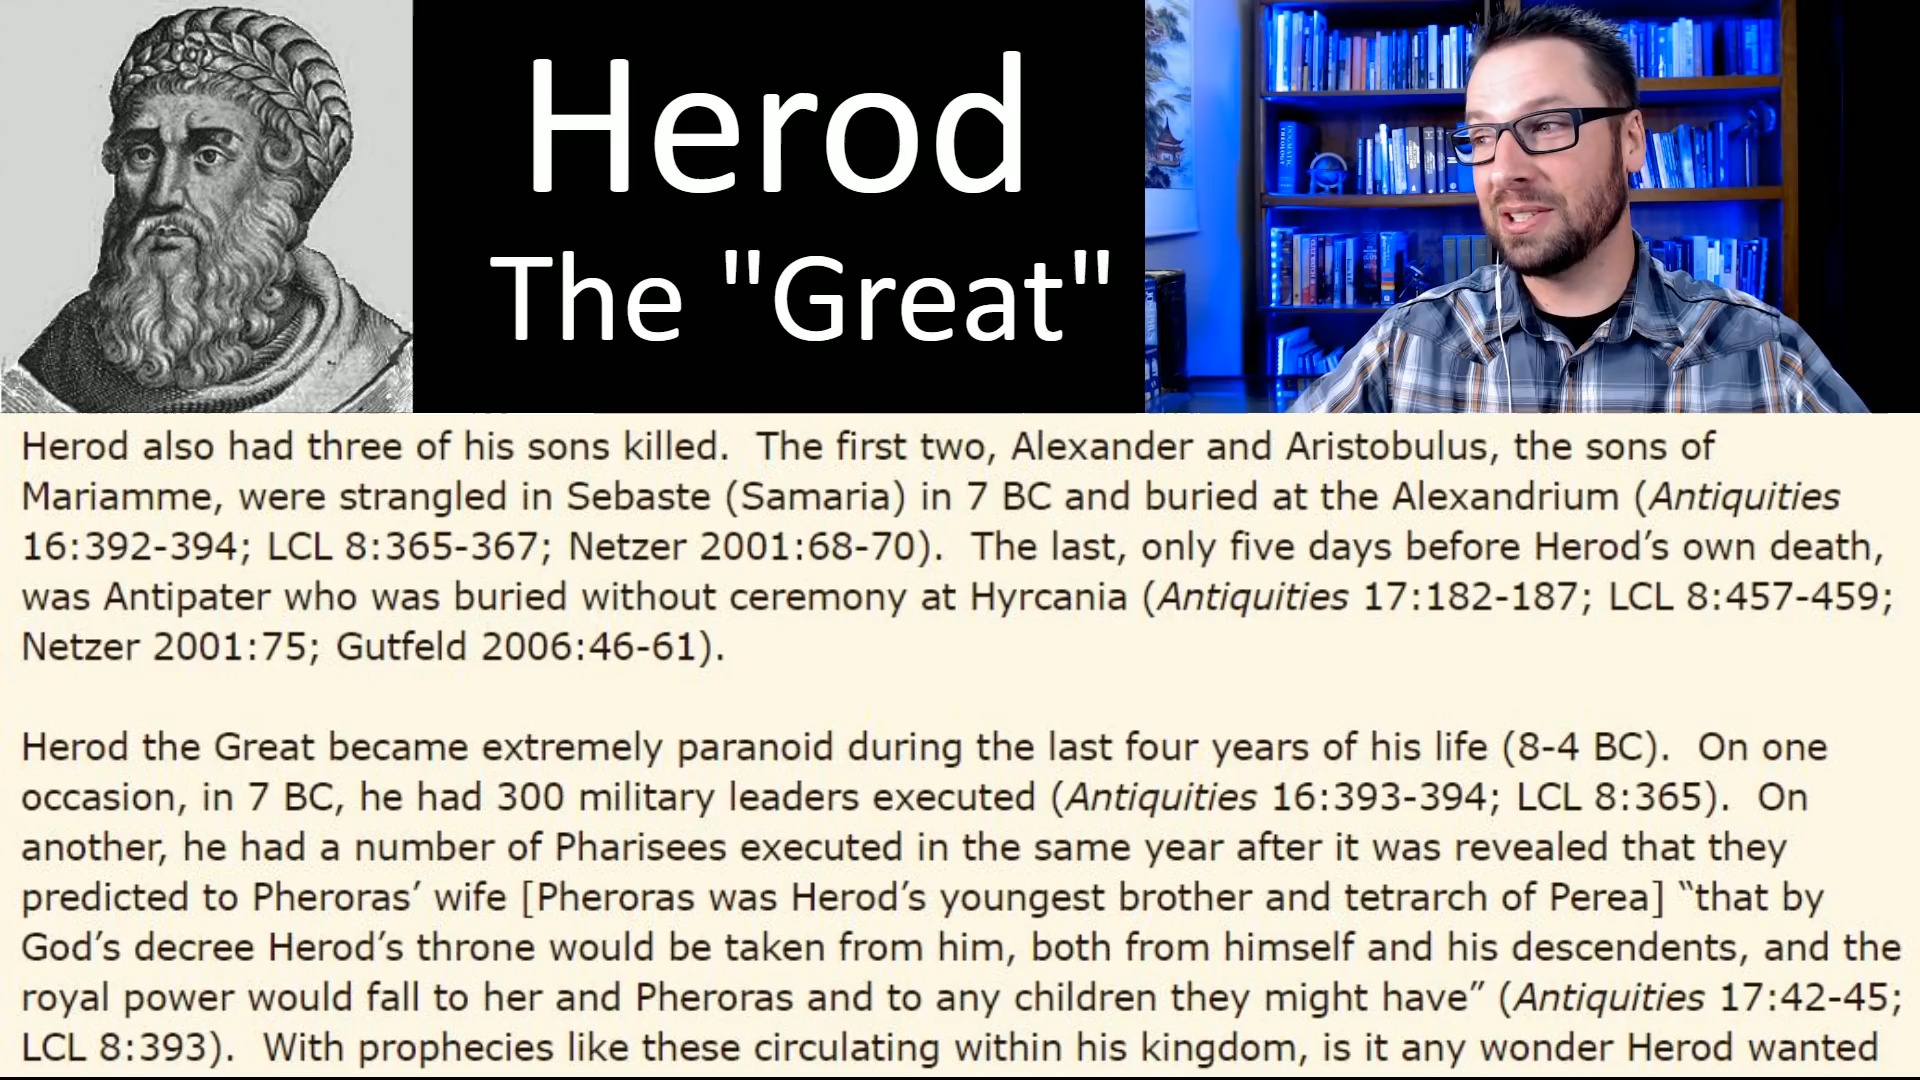 Herod
The "Great"
Herod also had three of his sons killed.  The first two, Alexander and Aristobulus, the sons of
Mariamme, were strangled in Sebaste (Samaria) in 7 BC and buried at the Alexandrium (Antiquities
16:392-394; LCL 8:365-367; Netzer 2001:68-70).  The last, only five days before Herod’s own death,
was Antipater who was buried without ceremony at Hyrcania (Antiquities 17:182-187; LCL 8:457-459;
Netzer 2001:75; Gutfeld 2006:46-61).
Herod the Great became extremely paranoid during the last four years of his life (8-4 BC).  On one
occasion, in 7 BC, he had 300 military leaders executed (Antiquities 16:393-394; LCL 8:365).  On
another, he had a number of Pharisees executed in the same year after it was revealed that they
predicted to Pheroras’ wife [Pheroras was Herod’s youngest brother and tetrarch of Perea] “that by
God’s decree Herod’s throne would be taken from him, both from himself and his descendents, and the
royal power would fall to her and Pheroras and to any children they might have” (Antiquities 17:42-45;
LCL 8:393).  With prophecies like these circulating within his kingdom, is it any wonder Herod wanted